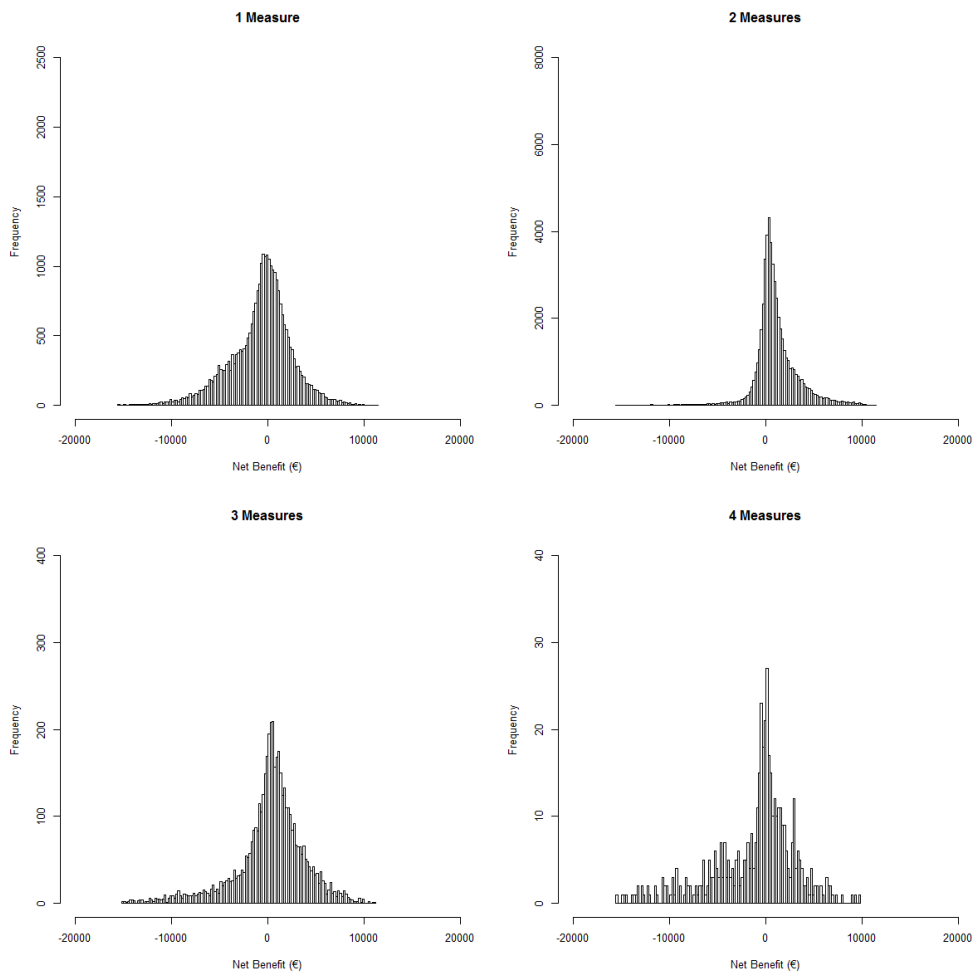 1 Measure
Frequency
2500
2000
1500
1000
500
0
-20000 -10000 0 10000 20000
Net Benefit (€)
2 Measures
Frequency
8000
6000
4000
2000
0
-20000 -10000 0 10000 20000
Net Benefit (€)
3 Measures
Frequency
400
300
200
100
0
-20000 -10000 0 10000 20000
Net Benefit (€)
4 Measures
Frequency
40
30
20
10
0
-20000 -10000 0 10000 20000
Net Benefit (€)